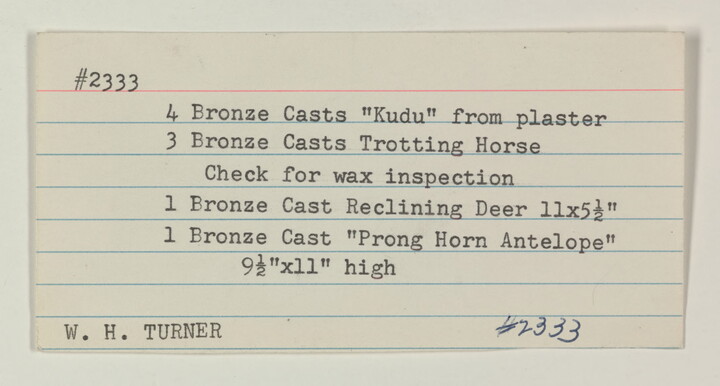 #2333
4 Bronze Casts "Kudu" from plaster
3 Bronze Casts Trotting Horse
Check for wax inspection
1 Bronze Cast Reclining Deer 11x5½"
1 Bronze Cast "Prong Horn Antelope"
9½"x11" high
W. H. TURNER #2333